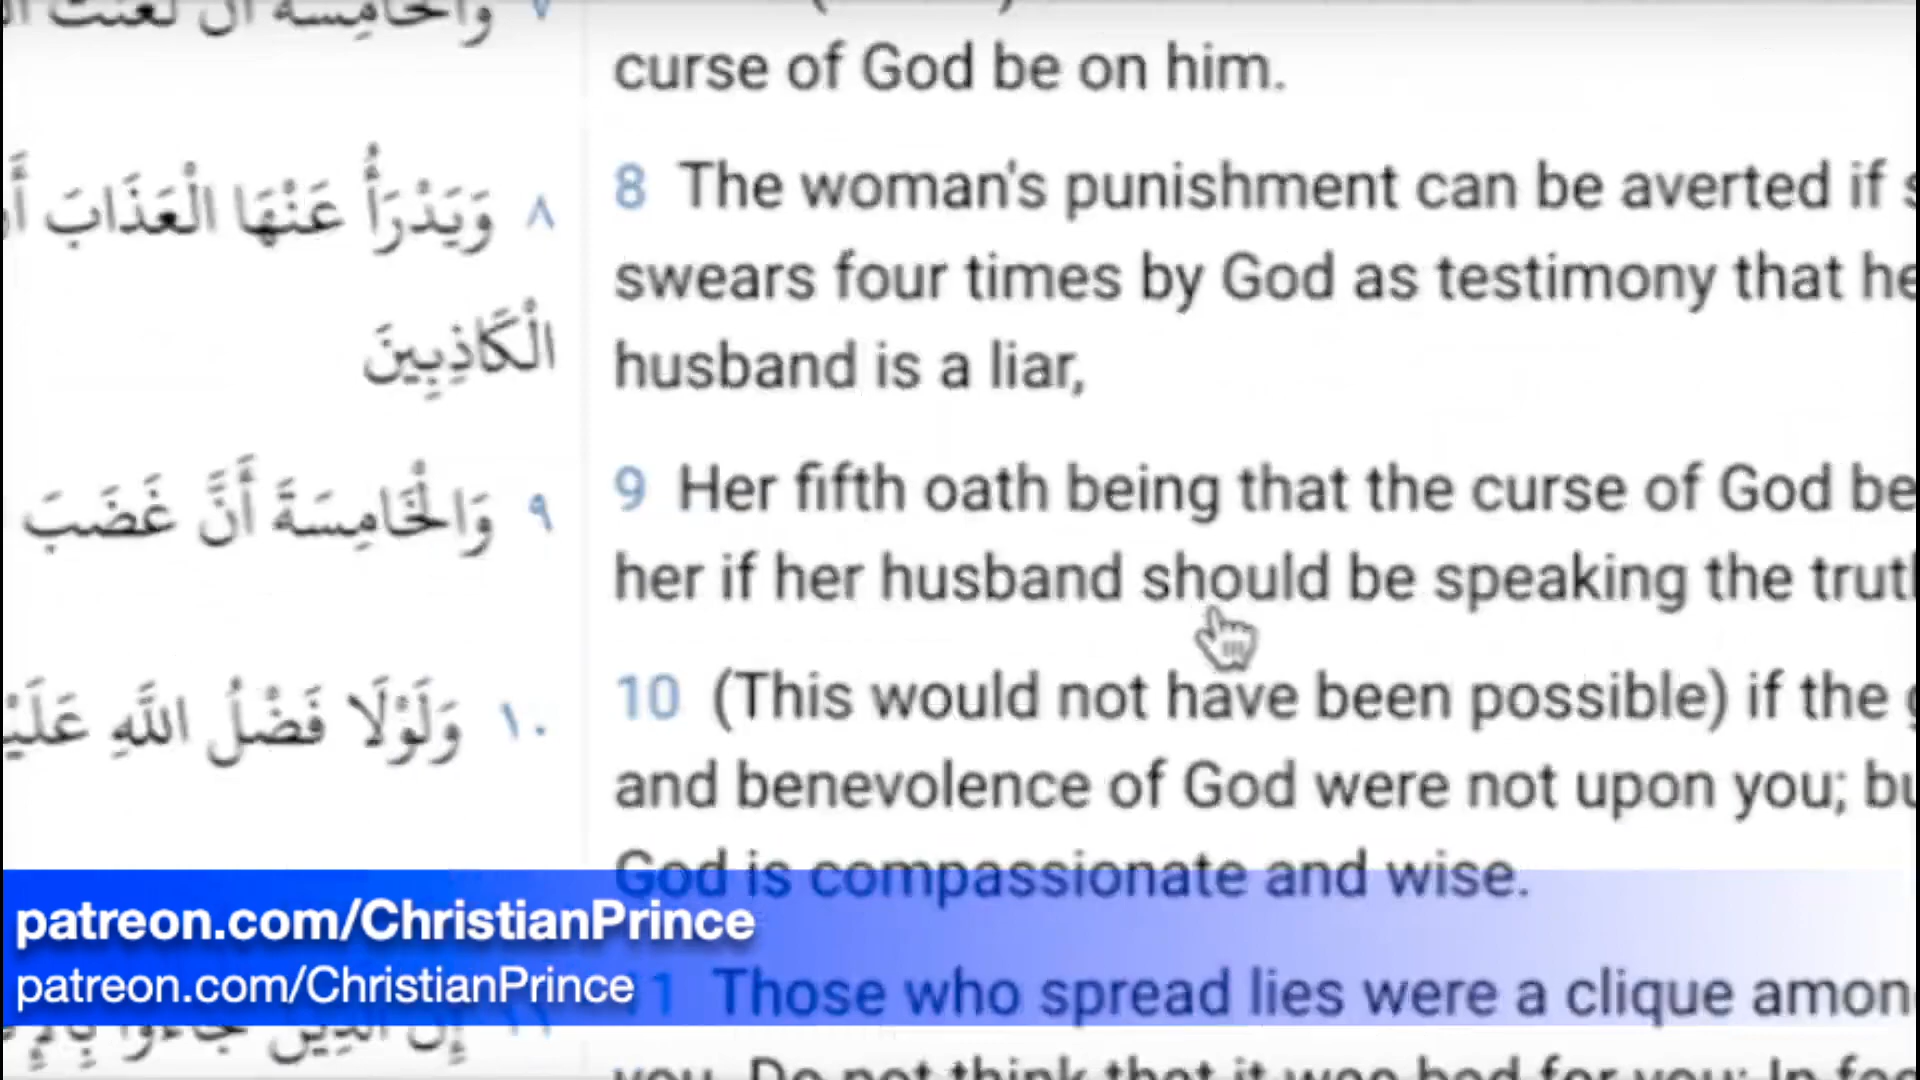 curse of God be on him.
٨ وَيَدْرَأُ عَنْهَا الْعَذَابَ
الْكَاذِبِينَ
8 The woman's punishment can be averted if
swears four times by God as testimony that
husband is a liar,
٩ وَالْخَامِسَةَ أَنَّ غَضَبَ
9 Her fifth oath being that the curse of God be
her if her husband should be speaking the
١٠ وَلَوْلَا فَضْلُ اللَّهِ
10 (This would not have been possible) if the
and benevolence of God were not upon you;
God is compassionate and wise.
patreon.com/ChristianPrince
patreon.com/ChristianPrince
Those who spread lies were a clique